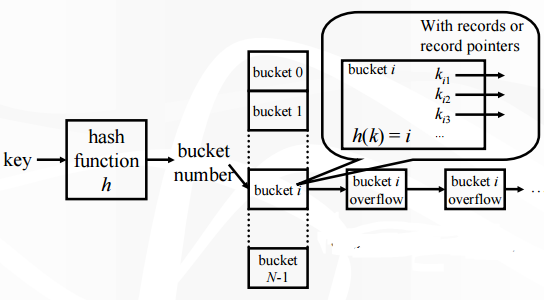 With records or
record pointers
bucket i
k_i1
k_i2
k_i3
...
h(k) = i
bucket 0
bucket 1
key
hash
function
h
bucket
number
bucket i
bucket i
overflow
bucket i
overflow
..
bucket
N-1